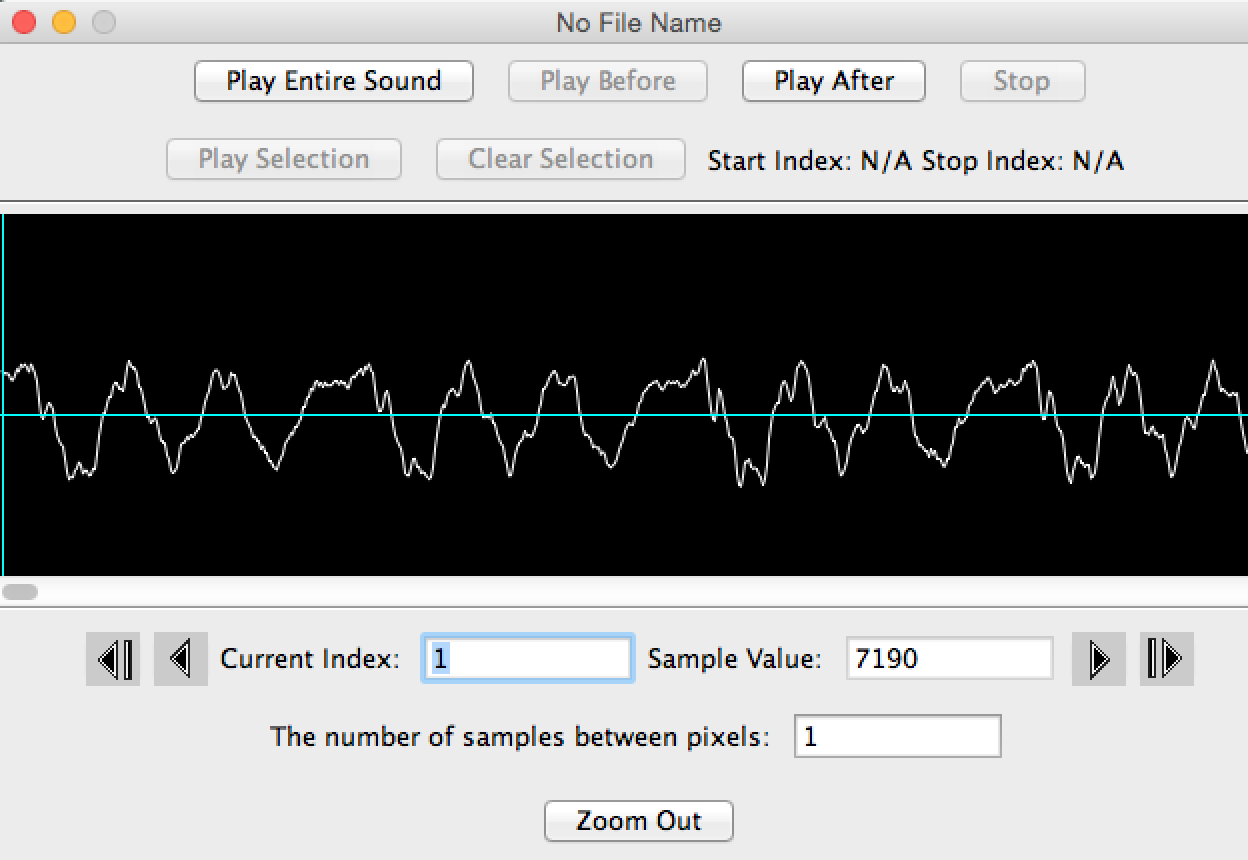 No File Name
Play Entire Sound Play Before Play After Stop
Play Selection Clear Selection Start Index: N/A Stop Index: N/A
Current Index: 1 Sample Value: 7190
The number of samples between pixels: 1
Zoom Out